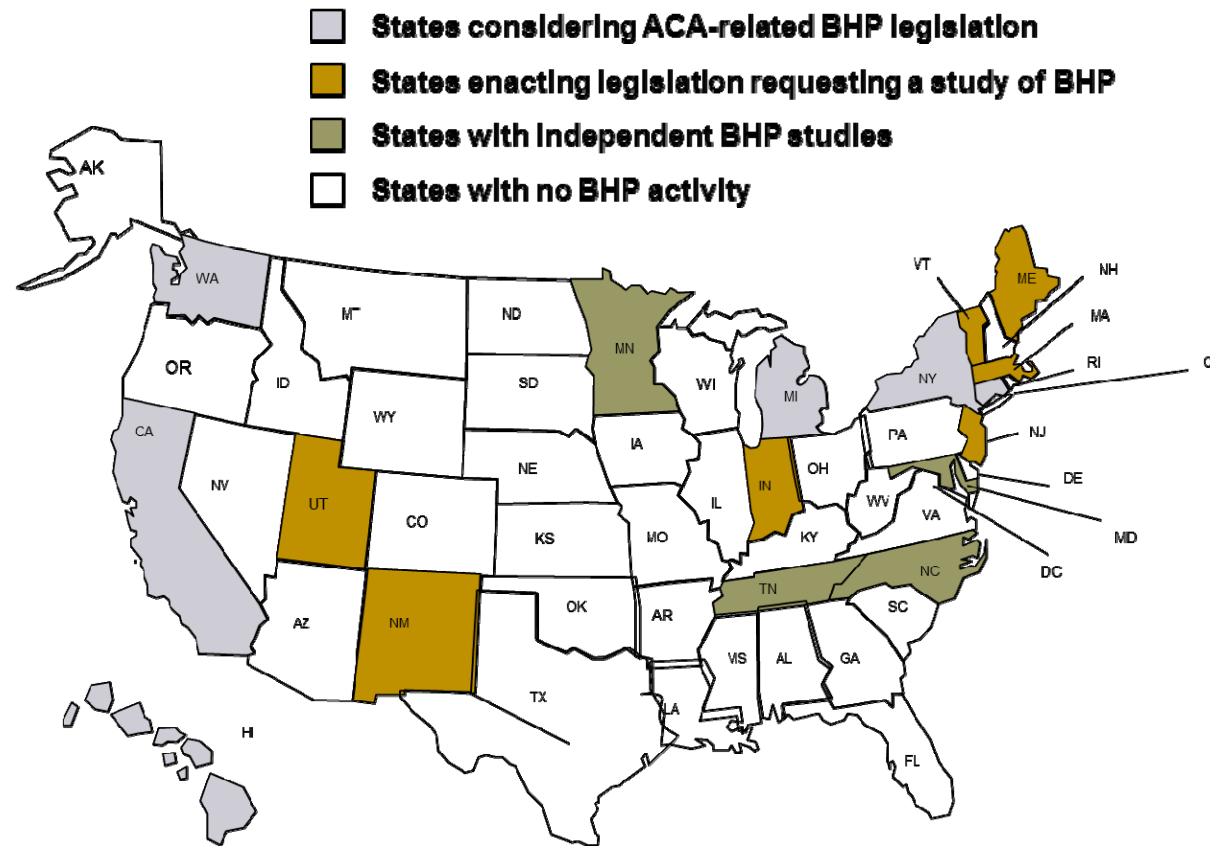 States considering ACA-related BHP legislation
States enacting legislation requesting a study of BHP
States with Independent BHP studies
States with no BHP activity
AK
WA
VT
ME
NH
MT
ND
MA
MN
OR
RI
ID
SD
WI
NY
C
MI
WY
CA
PA
NJ
IA
NE
OH
NV
IN
DE
UT
IL
WV
CO
VA
KS
MO
KY
MD
NC
DC
TN
OK
AR
SC
AZ
NM
MS
AL
GA
TX
LA
HI
FL